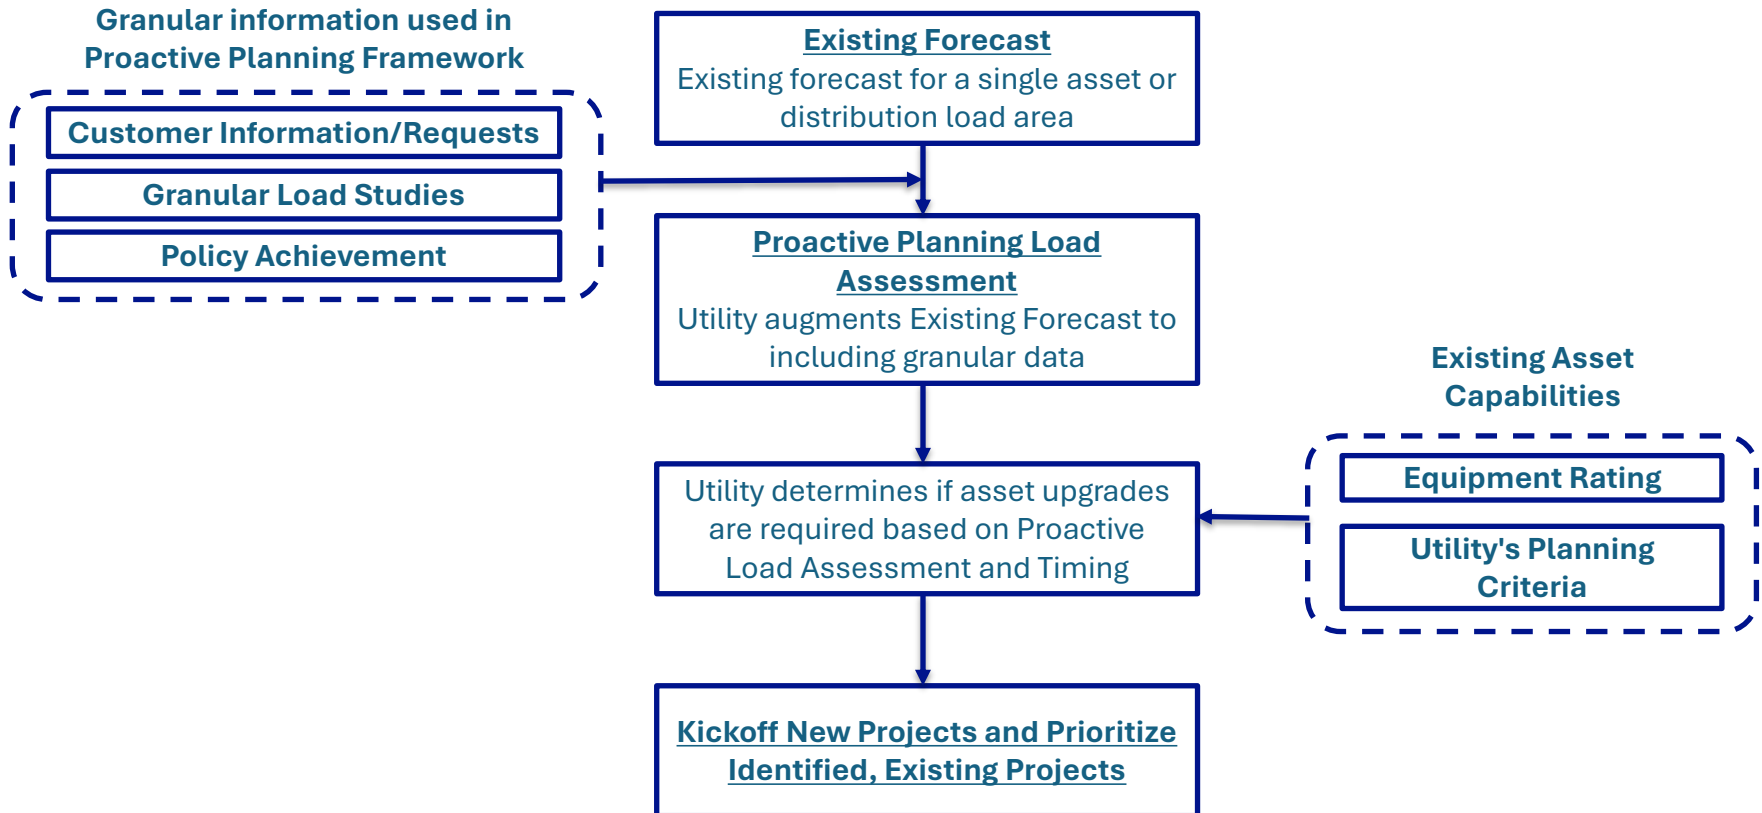 Granular information used in
Proactive Planning Framework
Customer Information/Requests
Granular Load Studies
Policy Achievement
Existing Forecast
Existing forecast for a single asset or
distribution load area
Proactive Planning Load
Assessment
Utility augments Existing Forecast to
including granular data
Existing Asset
Capabilities
Equipment Rating
Utility's Planning
Criteria
Utility determines if asset upgrades
are required based on Proactive
Load Assessment and Timing
Kickoff New Projects and Prioritize
Identified, Existing Projects